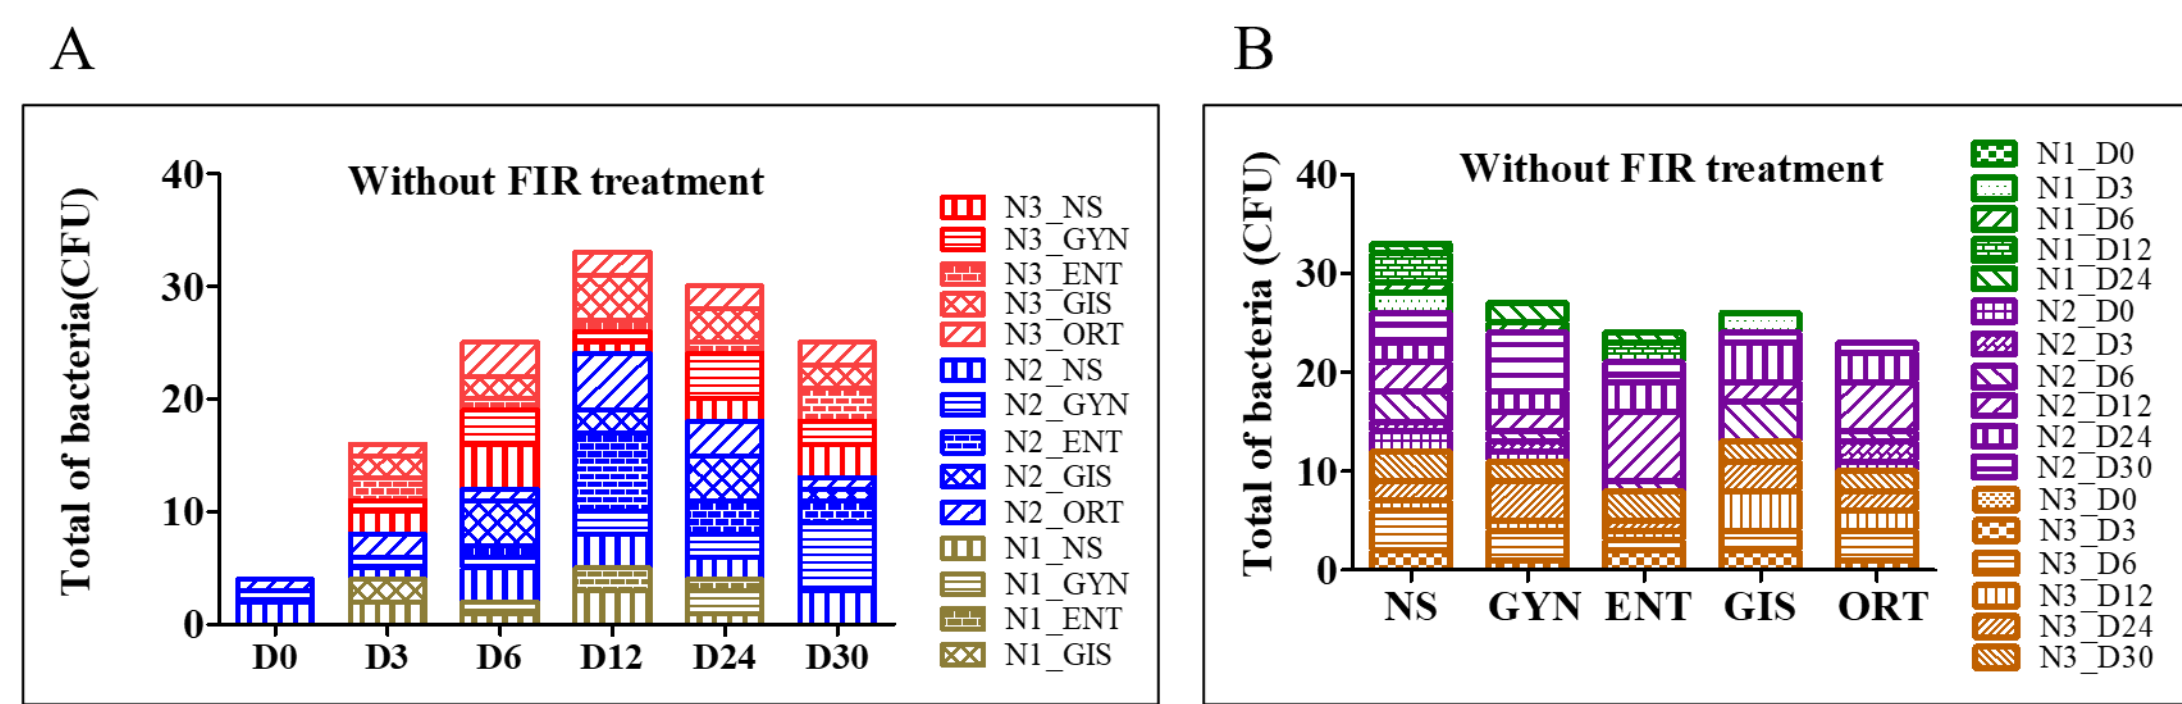 A
Total of bacteria(CFU)
Without FIR treatment
40
30
20
10
0
D0 D3 D6 D12 D24 D30
N3_NS
N3_GYN
N3_ENT
N3_GIS
N3_ORT
N2_NS
N2_GYN
N2_ENT
N2_GIS
N2_ORT
N1_NS
N1_GYN
N1_ENT
N1_GIS
B
Total of bacteria (CFU)
Without FIR treatment
40
30
20
10
0
NS GYN ENT GIS ORT
N1_D0
N1_D3
N1_D6
N1_D12
N1_D24
N2_D0
N2_D3
N2_D6
N2_D12
N2_D24
N2_D30
N3_D0
N3_D3
N3_D6
N3_D12
N3_D24
N3_D30